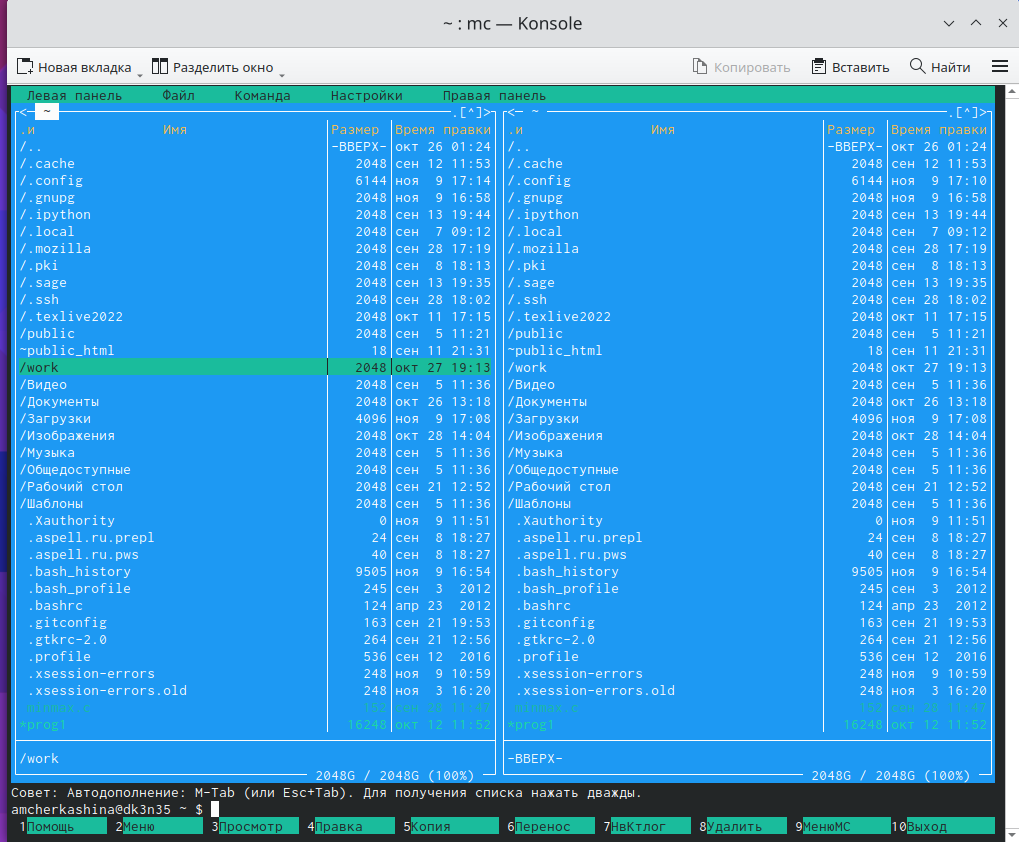 ~ : mc — Konsole
Новая вкладка Разделить окно Копировать Вставить Найти
Левая панель Файл Команда Настройки Правая панель
<─ ~ .[^]> <─ ~ .[^]>
.и Имя Размер Время правки .и Имя Размер Время правки
/.. -ВВЕРХ- окт 26 01:24 /.. -ВВЕРХ- окт 26 01:24
/.cache 2048 сен 12 11:53 /.cache 2048 сен 12 11:53
/.config 6144 ноя 9 17:14 /.config 6144 ноя 9 17:10
/.gnupg 2048 ноя 9 16:58 /.gnupg 2048 ноя 9 16:58
/.ipython 2048 сен 13 19:44 /.ipython 2048 сен 13 19:44
/.local 2048 сен 7 09:12 /.local 2048 сен 7 09:12
/.mozilla 2048 сен 28 17:19 /.mozilla 2048 сен 28 17:19
/.pki 2048 сен 8 18:13 /.pki 2048 сен 8 18:13
/.sage 2048 сен 13 19:35 /.sage 2048 сен 13 19:35
/.ssh 2048 сен 28 18:02 /.ssh 2048 сен 28 18:02
/.texlive2022 2048 окт 11 17:15 /.texlive2022 2048 окт 11 17:15
/public 2048 сен 5 11:21 /public 2048 сен 5 11:21
~public_html 18 сен 11 21:31 ~public_html 18 сен 11 21:31
/work 2048 окт 27 19:13 /work 2048 окт 27 19:13
/Видео 2048 сен 5 11:36 /Видео 2048 сен 5 11:36
/Документы 2048 окт 26 13:18 /Документы 2048 окт 26 13:18
/Загрузки 4096 ноя 9 17:08 /Загрузки 4096 ноя 9 17:08
/Изображения 2048 окт 28 14:04 /Изображения 2048 окт 28 14:04
/Музыка 2048 сен 5 11:36 /Музыка 2048 сен 5 11:36
/Общедоступные 2048 сен 5 11:36 /Общедоступные 2048 сен 5 11:36
/Рабочий стол 2048 сен 21 12:52 /Рабочий стол 2048 сен 21 12:52
/Шаблоны 2048 сен 5 11:36 /Шаблоны 2048 сен 5 11:36
.Xauthority 0 ноя 9 11:51 .Xauthority 0 ноя 9 11:51
.aspell.ru.prepl 24 сен 8 18:27 .aspell.ru.prepl 24 сен 8 18:27
.aspell.ru.pws 40 сен 8 18:27 .aspell.ru.pws 40 сен 8 18:27
.bash_history 9505 ноя 9 16:54 .bash_history 9505 ноя 9 16:54
.bash_profile 245 сен 3 2012 .bash_profile 245 сен 3 2012
.bashrc 124 апр 23 2012 .bashrc 124 апр 23 2012
.gitconfig 163 сен 21 19:53 .gitconfig 163 сен 21 19:53
.gtkrc-2.0 264 сен 21 12:56 .gtkrc-2.0 264 сен 21 12:56
.profile 536 сен 12 2016 .profile 536 сен 12 2016
.xsession-errors 248 ноя 9 10:59 .xsession-errors 248 ноя 9 10:59
.xsession-errors.old 248 ноя 3 16:20 .xsession-errors.old 248 ноя 3 16:20
minmax.c 152 сен 28 11:47 minmax.c 152 сен 28 11:47
*prog1 16248 окт 12 11:52 *prog1 16248 окт 12 11:52
/work -ВВЕРХ-
2048G / 2048G (100%) 2048G / 2048G (100%)
Совет: Автодополнение: M-Tab (или Esc+Tab). Для получения списка нажать дважды.
amcherkashina@dk3n35 ~ $
1Помощь 2Меню 3Просмотр 4Правка 5Копия 6Перенос 7НвКтлог 8Удалить 9МенюМС 10Выход